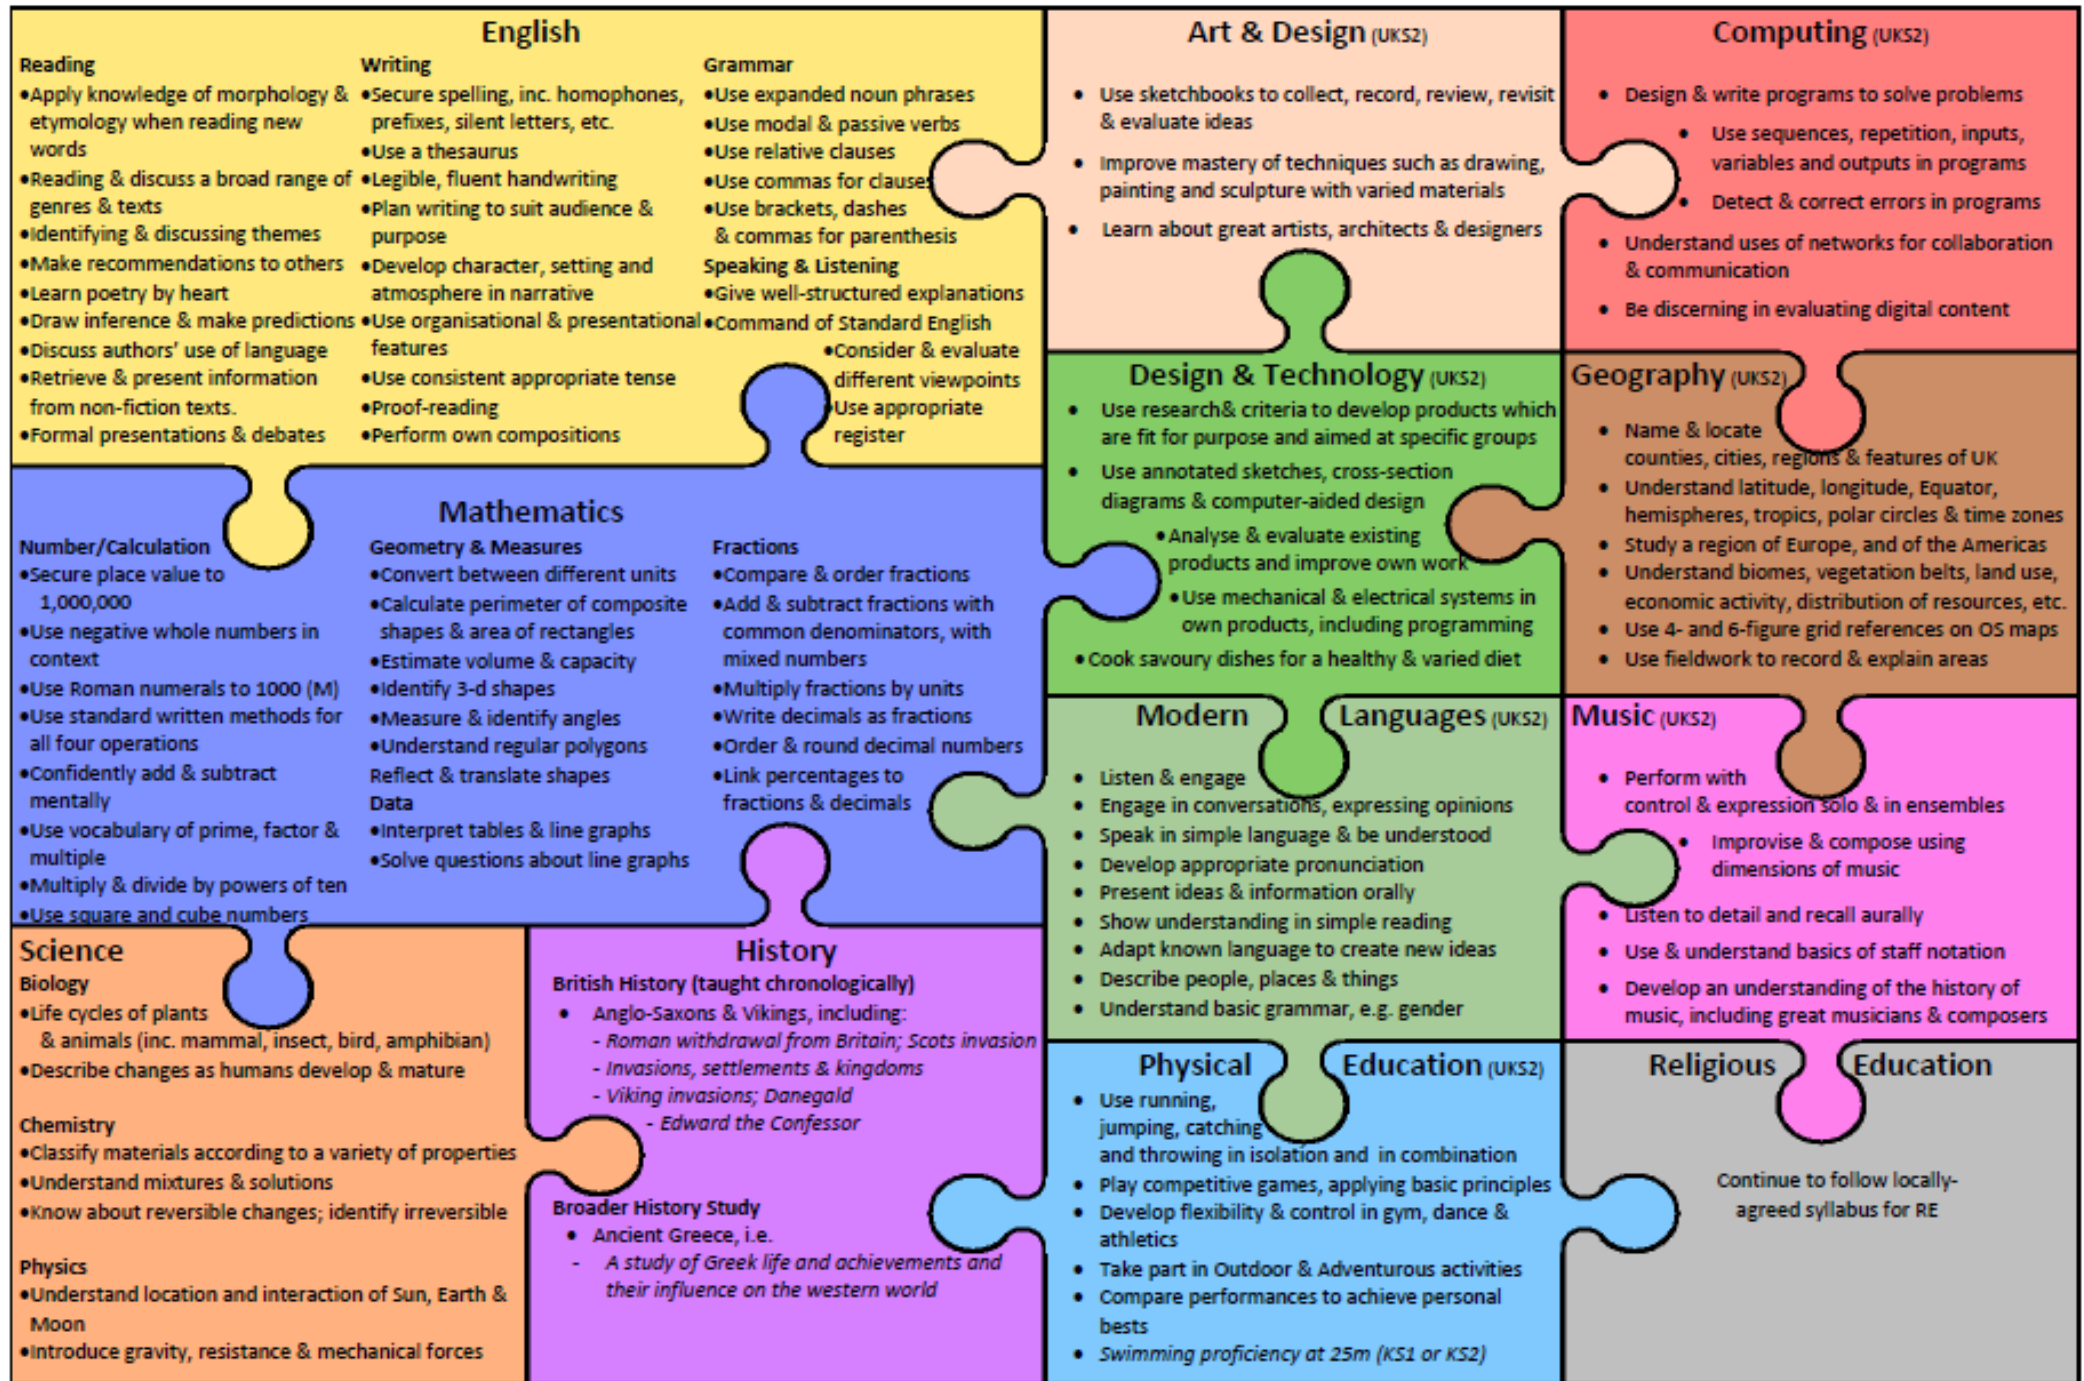 English
Reading
•Apply knowledge of morphology &
etymology when reading new
words
•Reading & discuss a broad range of
genres & texts
•Identifying & discussing themes
•Make recommendations to others
•Learn poetry by heart
•Draw inference & make predictions
•Discuss authors' use of language
•Retrieve & present information
from non-fiction texts.
•Formal presentations & debates
Writing
•Secure spelling, inc. homophones,
prefixes, silent letters, etc.
•Use a thesaurus
•Legible, fluent handwriting
•Plan writing to suit audience &
purpose
•Develop character, setting and
atmosphere in narrative
•Use organisational & presentational
features
•Use consistent appropriate tense
•Proof-reading
•Perform own compositions
Grammar
•Use expanded noun phrases
•Use modal & passive verbs
•Use relative clauses
•Use commas for clauses
•Use brackets, dashes
& commas for parenthesis
Speaking & Listening
•Give well-structured explanations
•Command of Standard English
•Consider & evaluate
different viewpoints
•Use appropriate
register
Art & Design (UKS2)
• Use sketchbooks to collect, record, review, revisit
& evaluate ideas
• Improve mastery of techniques such as drawing,
painting and sculpture with varied materials
• Learn about great artists, architects & designers
Computing (UKS2)
• Design & write programs to solve problems
• Use sequences, repetition, inputs,
variables and outputs in programs
• Detect & correct errors in programs
• Understand uses of networks for collaboration
& communication
• Be discerning in evaluating digital content
Mathematics
Number/Calculation
•Secure place value to
1,000,000
•Use negative whole numbers in
context
•Use Roman numerals to 1000 (M)
•Use standard written methods for
all four operations
•Confidently add & subtract
mentally
•Use vocabulary of prime, factor &
multiple
•Multiply & divide by powers of ten
•Use square and cube numbers
Geometry & Measures
•Convert between different units
•Calculate perimeter of composite
shapes & area of rectangles
•Estimate volume & capacity
•Identify 3-d shapes
•Measure & identify angles
•Understand regular polygons
Reflect & translate shapes
Data
•Interpret tables & line graphs
•Solve questions about line graphs
Fractions
•Compare & order fractions
•Add & subtract fractions with
common denominators, with
mixed numbers
•Multiply fractions by units
•Write decimals as fractions
•Order & round decimal numbers
•Link percentages to
fractions & decimals
Design & Technology (UKS2)
• Use research& criteria to develop products which
are fit for purpose and aimed at specific groups
• Use annotated sketches, cross-section
diagrams & computer-aided design
•Analyse & evaluate existing
products and improve own work
•Use mechanical & electrical systems in
own products, including programming
•Cook savoury dishes for a healthy & varied diet
Geography (UKS2)
• Name & locate
counties, cities, regions & features of UK
• Understand latitude, longitude, Equator,
hemispheres, tropics, polar circles & time zones
• Study a region of Europe, and of the Americas
• Understand biomes, vegetation belts, land use,
economic activity, distribution of resources, etc.
• Use 4- and 6-figure grid references on OS maps
• Use fieldwork to record & explain areas
Modern Languages (UKS2)
• Listen & engage
• Engage in conversations, expressing opinions
• Speak in simple language & be understood
• Develop appropriate pronunciation
• Present ideas & information orally
• Show understanding in simple reading
• Adapt known language to create new ideas
• Describe people, places & things
• Understand basic grammar, e.g. gender
Music (UKS2)
• Perform with
control & expression solo & in ensembles
• Improvise & compose using
dimensions of music
• Listen to detail and recall aurally
• Use & understand basics of staff notation
• Develop an understanding of the history of
music, including great musicians & composers
Science
Biology
•Life cycles of plants
& animals (inc. mammal, insect, bird, amphibian)
•Describe changes as humans develop & mature
Chemistry
•Classify materials according to a variety of properties
•Understand mixtures & solutions
•Know about reversible changes; identify irreversible
Physics
•Understand location and interaction of Sun, Earth &
Moon
•Introduce gravity, resistance & mechanical forces
History
British History (taught chronologically)
• Anglo-Saxons & Vikings, including:
- Roman withdrawal from Britain; Scots invasion
- Invasions, settlements & kingdoms
- Viking invasions; Danegald
- Edward the Confessor
Broader History Study
• Ancient Greece, i.e.
- A study of Greek life and achievements and
their influence on the western world
Physical Education (UKS2)
• Use running,
jumping, catching
and throwing in isolation and in combination
• Play competitive games, applying basic principles
• Develop flexibility & control in gym, dance &
athletics
• Take part in Outdoor & Adventurous activities
• Compare performances to achieve personal
bests
• Swimming proficiency at 25m (KS1 or KS2)
Religious Education
Continue to follow locally-
agreed syllabus for RE